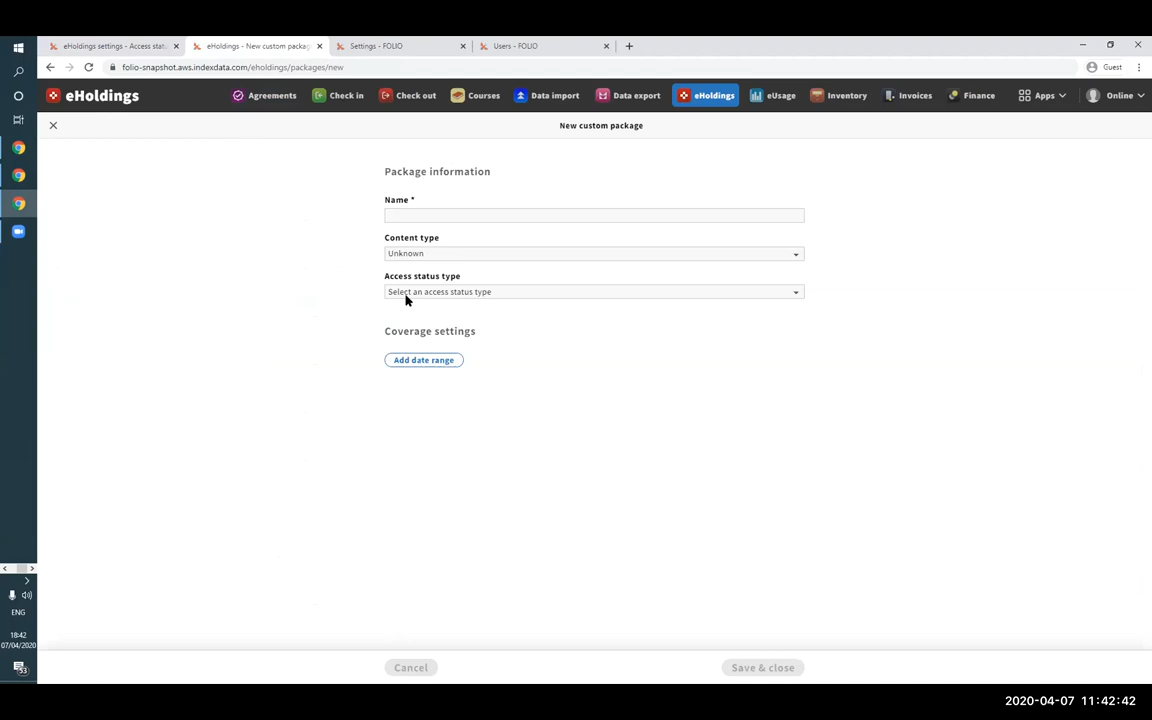 eHoldings settings - Access stat
eHoldings - New custom packag
Settings - FOLIO
Users - FOLIO
folio-snapshot.aws.indexdata.com/eholdings/packages/new
Guest
eHoldings
Agreements
Check in
Check out
Courses
Data import
Data export
eHoldings
eUsage
Inventory
Invoices
Finance
Apps
Online
New custom package
Package information
Name *
Content type
Unknown
Access status type
Select an access status type
Coverage settings
Add date range
ENG
18:42
07/04/2020
53
Cancel
Save & close
2020-04-07 11:42:42